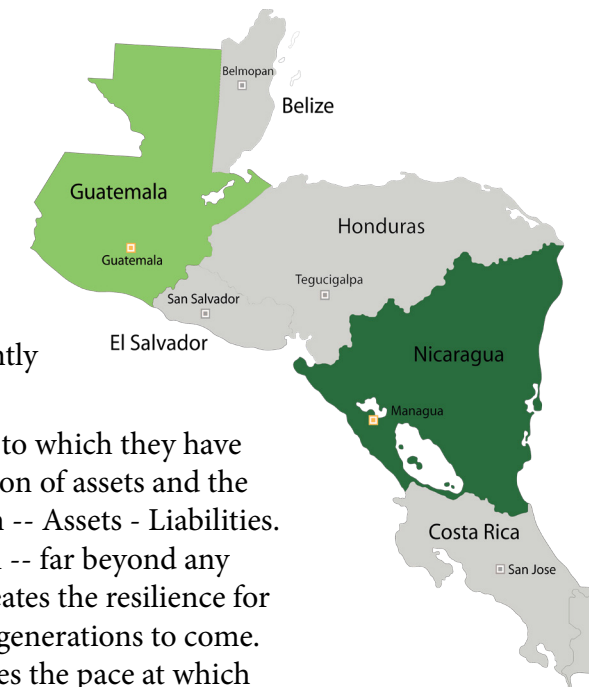 Belmopan
Belize
Guatemala
Honduras
Guatemala
Tegucigalpa
San Salvador
El Salvador
Nicaragua
Managua
Costa Rica
San Jose
to which they have
on of assets and the
-- Assets - Liabilities.
-- far beyond any
the resilience for
generations to come.
the pace at which